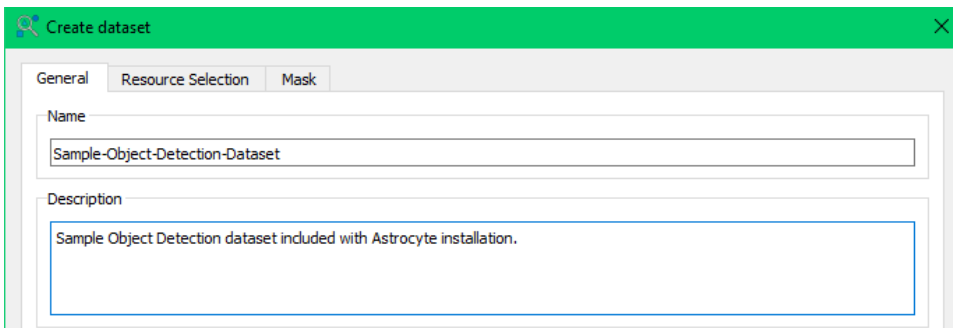 Create dataset
General Resource Selection Mask
Name
Sample-Object-Detection-Dataset
Description
Sample Object Detection dataset included with Astrocyte installation.